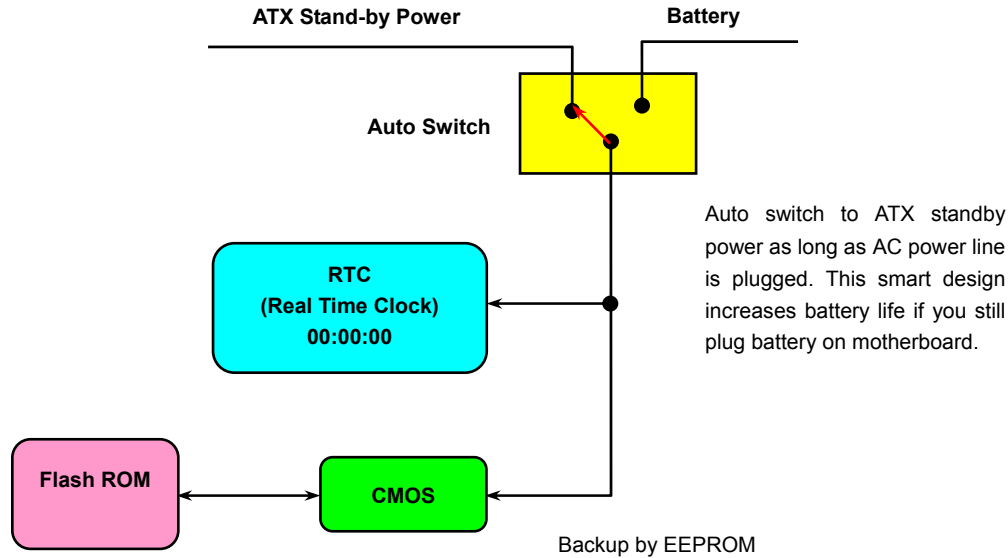 ATX Stand-by Power
Battery
Auto Switch
Auto switch to ATX standby
power as long as AC power line
is plugged. This smart design
increases battery life if you still
plug battery on motherboard.
RTC
(Real Time Clock)
00:00:00
Flash ROM
CMOS
Backup by EEPROM